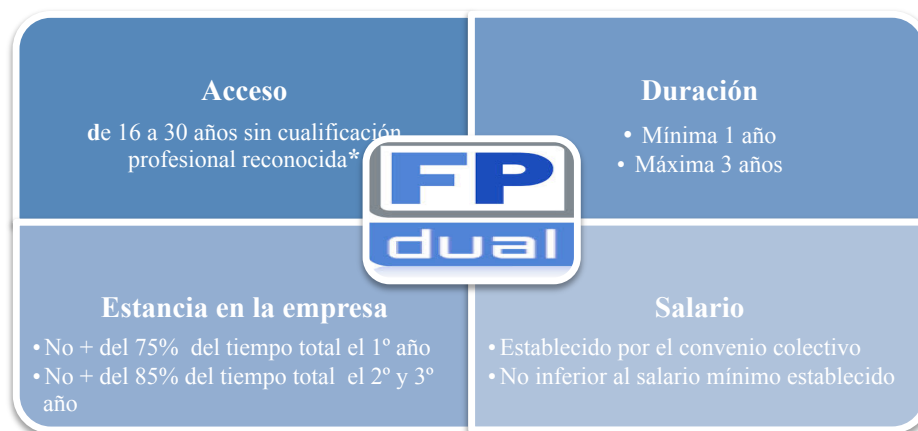 Acceso
de 16 a 30 años sin cualificación
profesional reconocida*
Duración
• Mínima 1 año
• Máxima 3 años
FP
dual
Estancia en la empresa
• No + del 75% del tiempo total el 1º año
• No + del 85% del tiempo total el 2º y 3º
año
Salario
• Establecido por el convenio colectivo
• No inferior al salario mínimo establecido